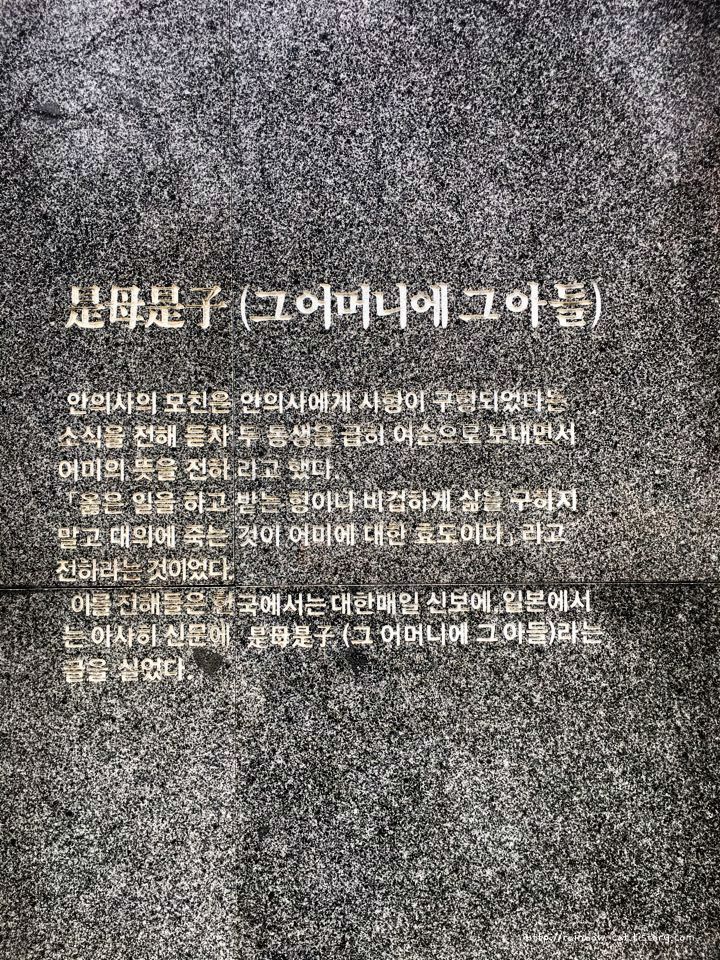 是母是子 (그 어머니에 그 아들)
안의사의 모친은 안의사에게 사형이 구형되었다는
소식을 전해 듣자 두 동생을 급히 여순으로 보내면서
어미의 뜻을 전하 라고 했다.
「옳은 일을 하고 받는 형이니 비겁하게 삶을 구하지
말고 대의에 죽는 것이 어미에 대한 효도이다」 라고
전하라는 것이었다.
이를 전해들은 한국에서는 대한매일 신보에, 일본에서
는 아사히 신문에 是母是子 (그 어머니에 그 아들)라는
글을 실었다.